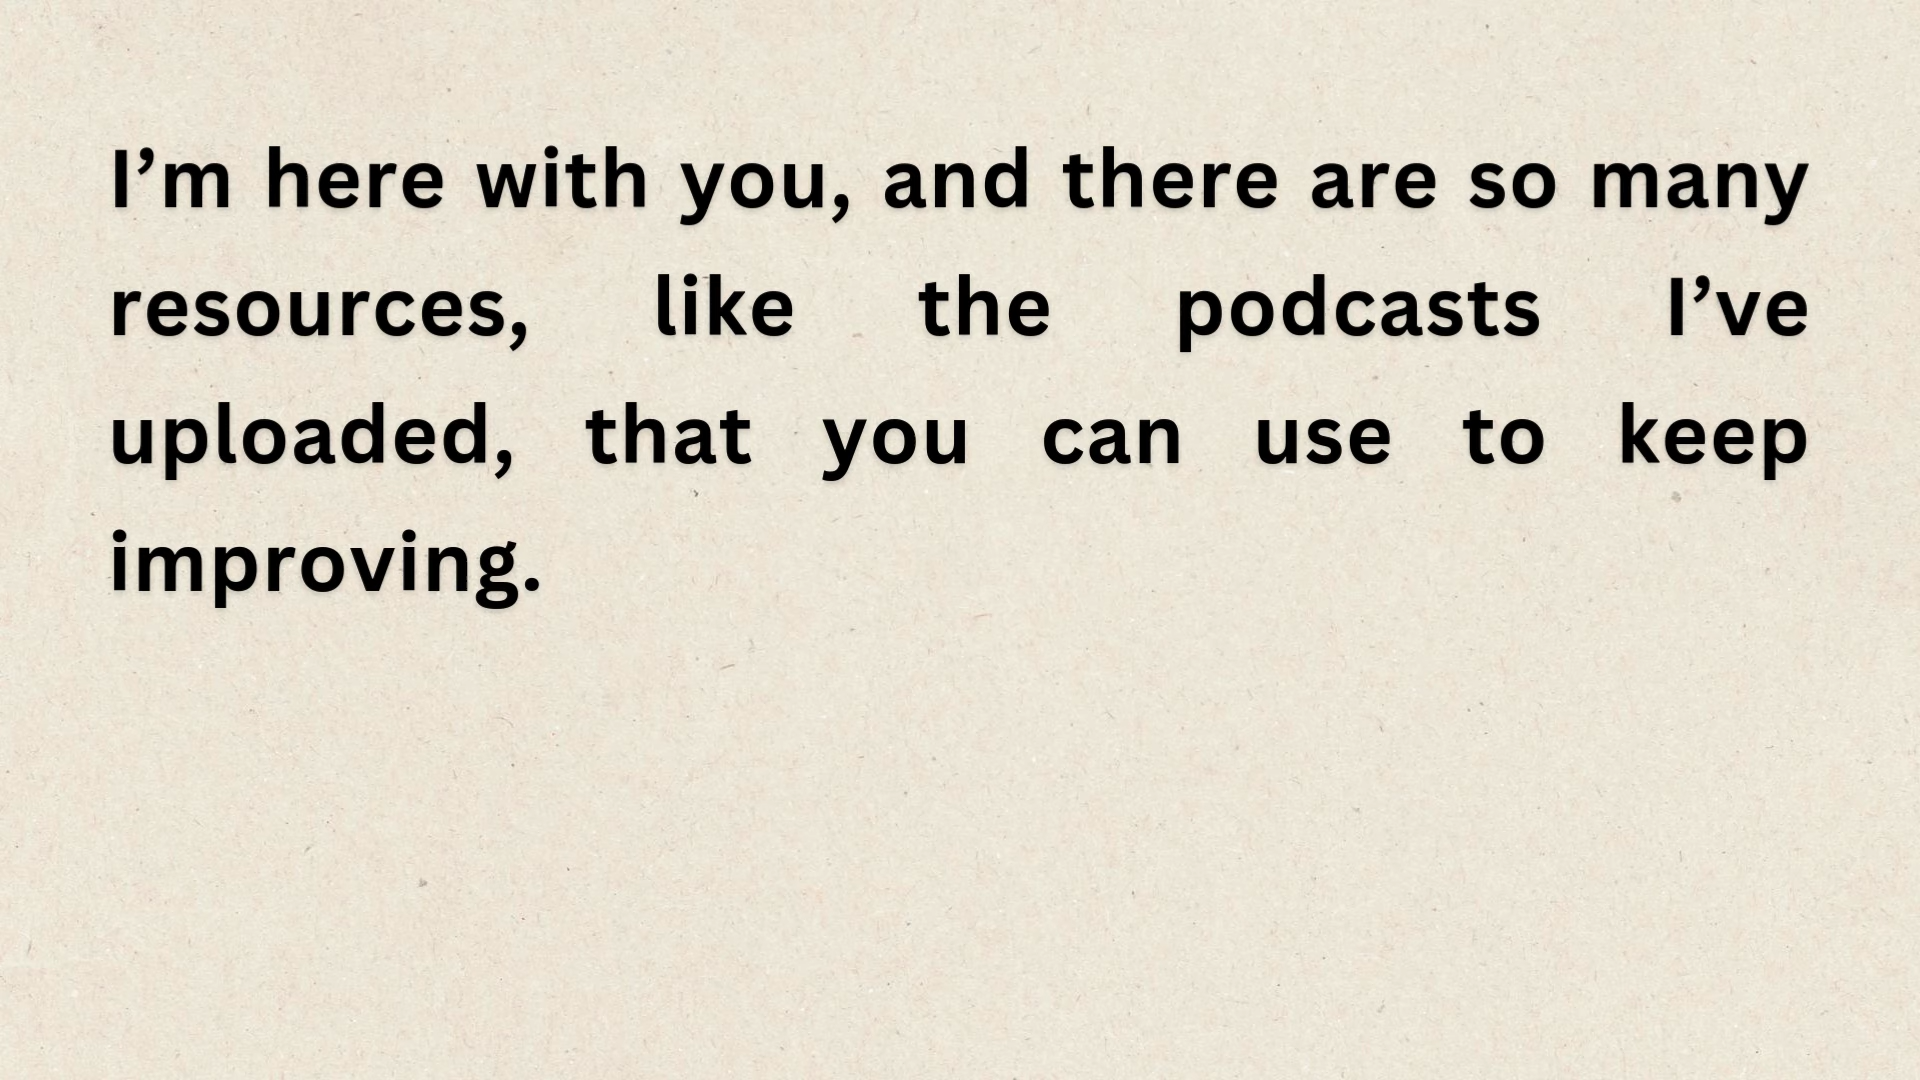 I’m here with you, and there are so many
resources, like the podcasts I’ve
uploaded, that you can use to keep
improving.